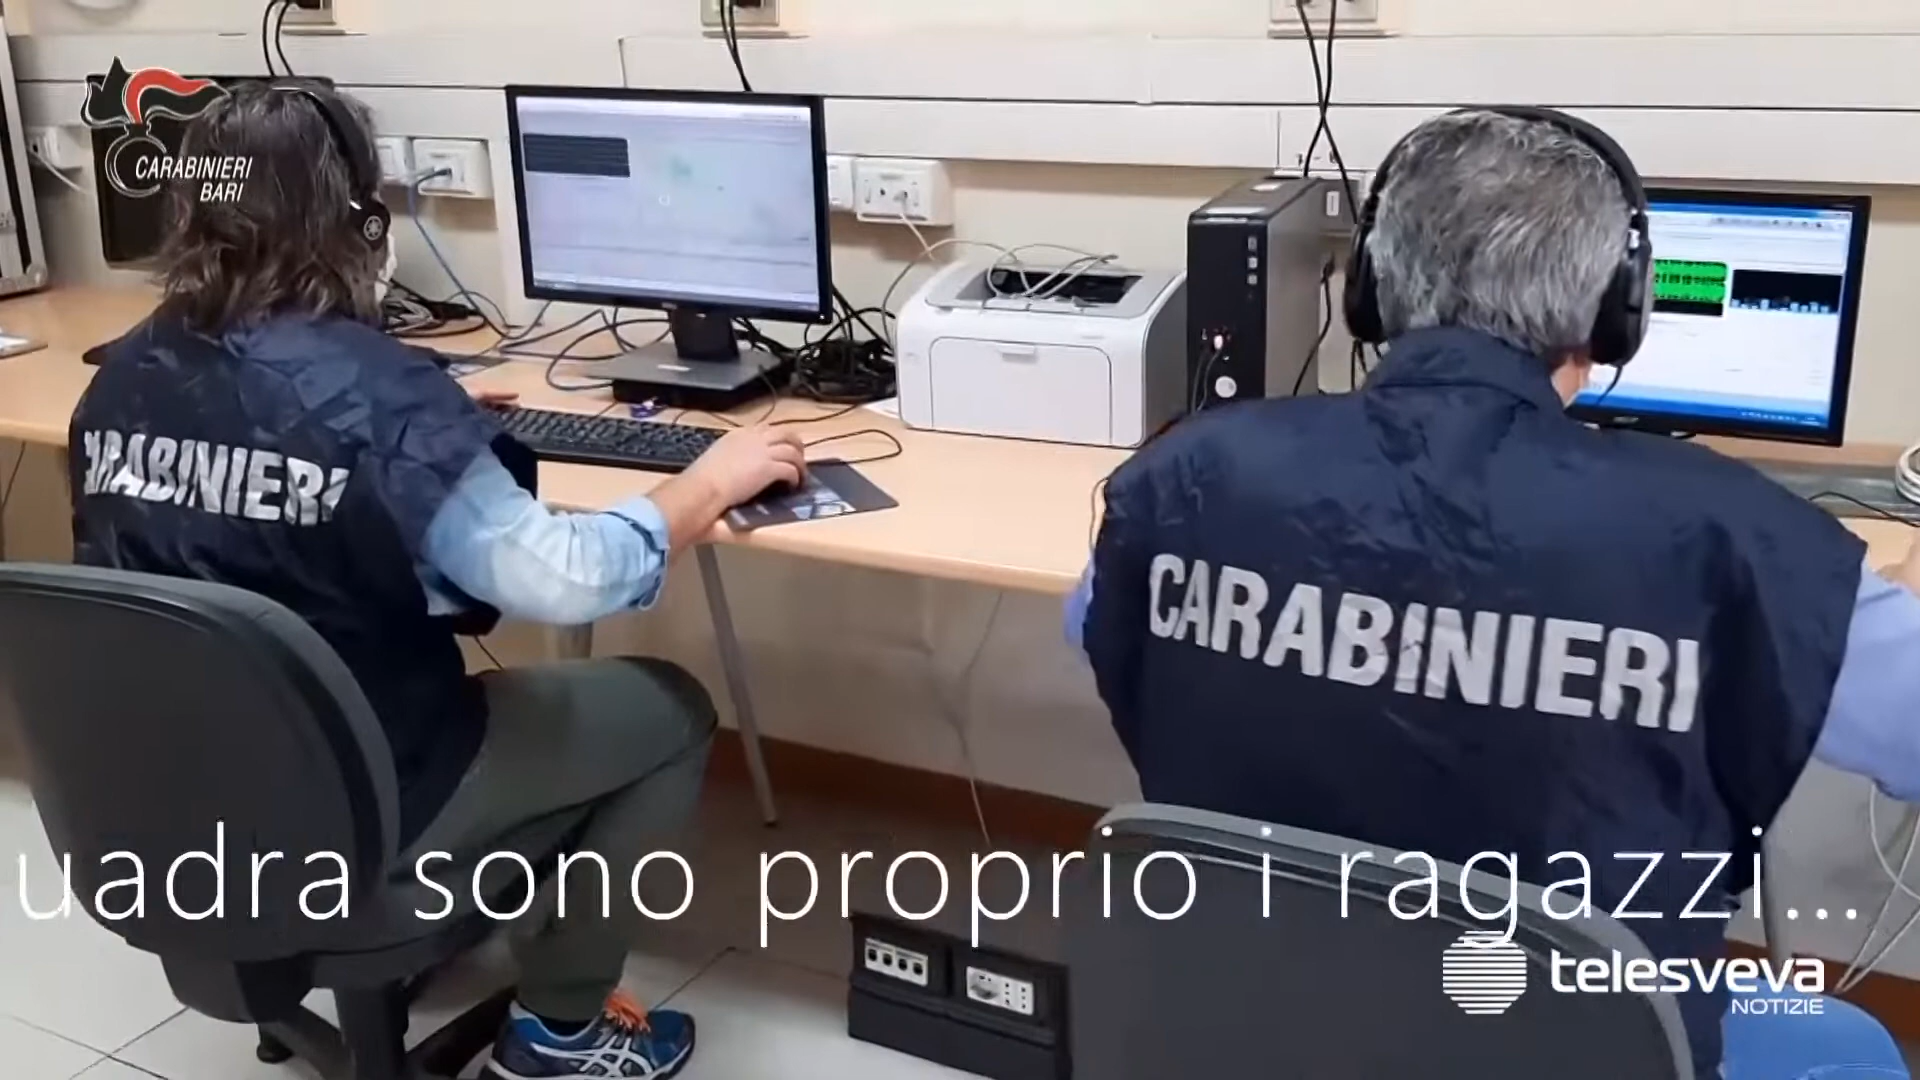 CARABINIERI
BARI
CARABINIERI
CARABINIERI
uadra sono proprio i ragazzi...
telesveva
NOTIZIE